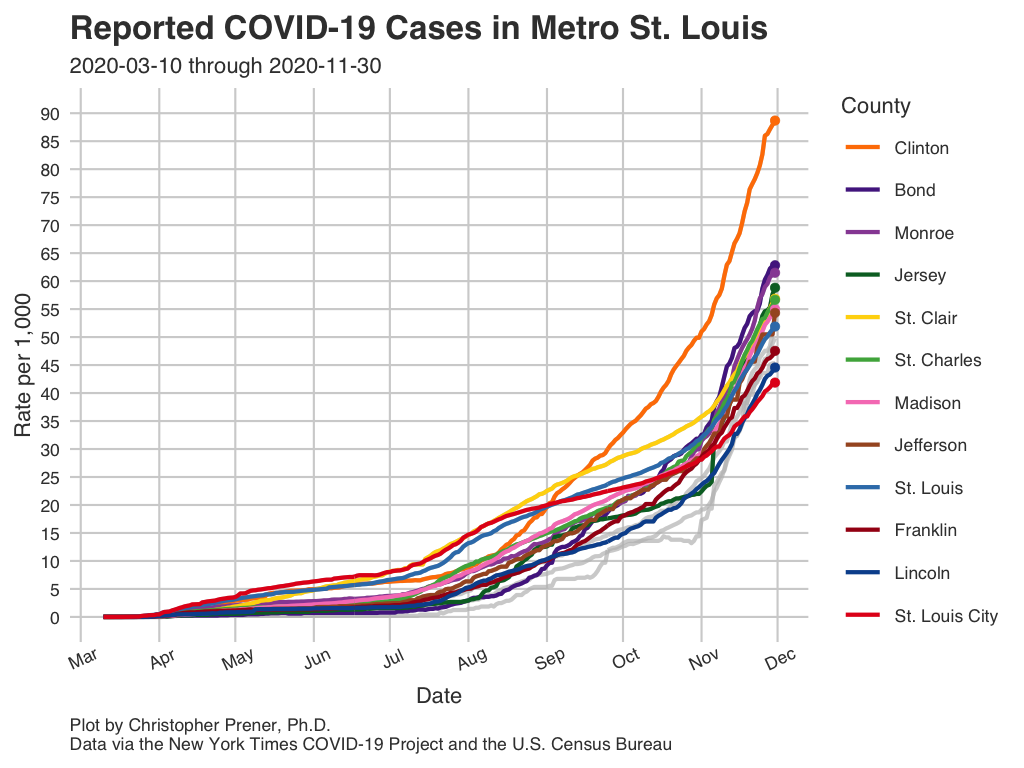 Reported COVID-19 Cases in Metro St. Louis
2020-03-10 through 2020-11-30
Rate per 1,000
90
85
80
75
70
65
60
55
50
45
40
35
30
25
20
15
10
5
0
Mar Apr May Jun Jul Aug Sep Oct Nov Dec
Date
County
Clinton
Bond
Monroe
Jersey
St. Clair
St. Charles
Madison
Jefferson
St. Louis
Franklin
Lincoln
St. Louis City
Plot by Christopher Prener, Ph.D.
Data via the New York Times COVID-19 Project and the U.S. Census Bureau